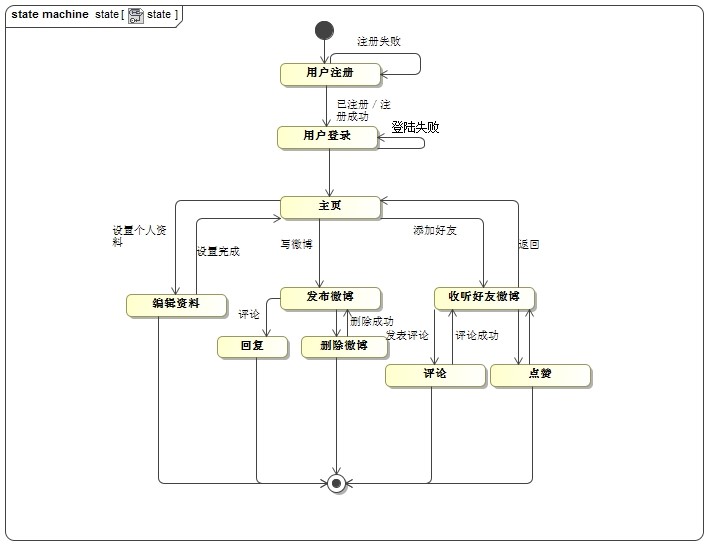 state machine state [ state ]
注册失败
用户注册
已注册 / 注
册成功
登陆失败
用户登录
主页
设置个人资
料
设置完成
写微博
添加好友
返回
编辑资料
发布微博
收听好友微博
评论
删除成功
发表评论
评论成功
回复
删除微博
评论
点赞